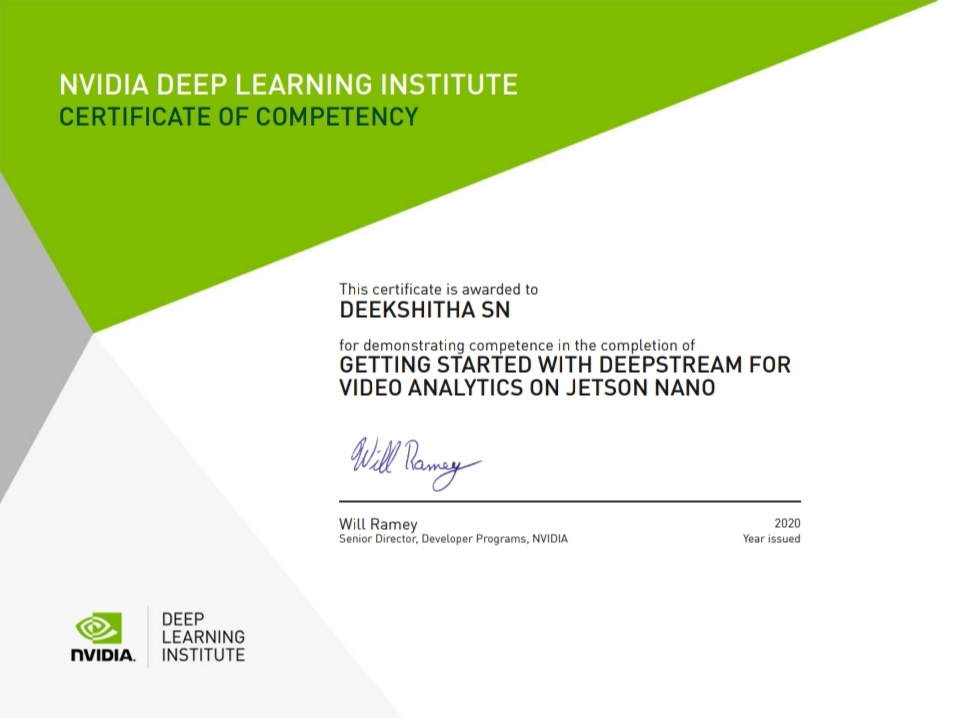 NVIDIA DEEP LEARNING INSTITUTE
CERTIFICATE OF COMPETENCY
This certificate is awarded to
DEEKSHITHA SN
for demonstrating competence in the completion of
GETTING STARTED WITH DEEPSTREAM FOR
VIDEO ANALYTICS ON JETSON NANO
Will Ramey
Will Ramey
2020
Senior Director, Developer Programs, NVIDIA
Year issued
NVIDIA.
DEEP
LEARNING
INSTITUTE